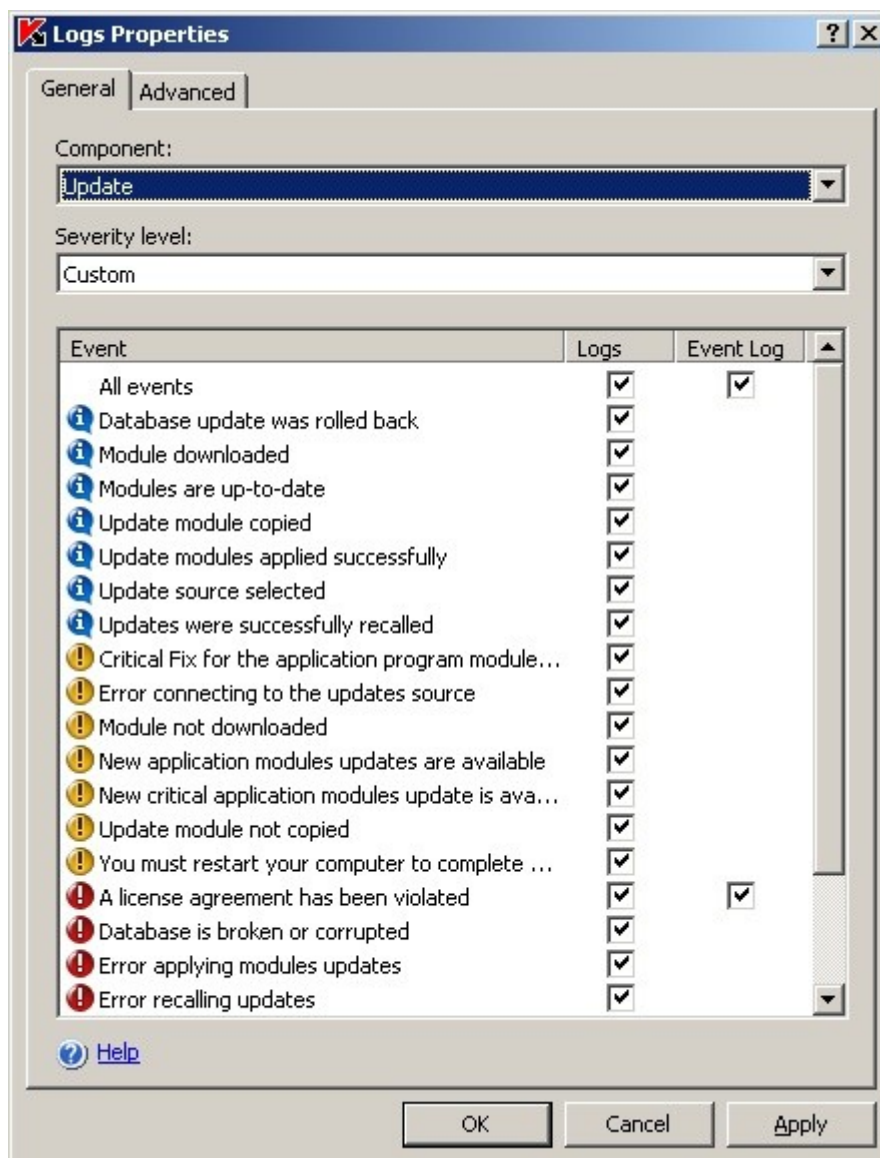 Logs Properties
General Advanced
Component:
Update
Severity level:
Custom
Event Logs Event Log
All events
Database update was rolled back
Module downloaded
Modules are up-to-date
Update module copied
Update modules applied successfully
Update source selected
Updates were successfully recalled
Critical Fix for the application program module...
Error connecting to the updates source
Module not downloaded
New application modules updates are available
New critical application modules update is ava...
Update module not copied
You must restart your computer to complete ...
A license agreement has been violated
Database is broken or corrupted
Error applying modules updates
Error recalling updates
Help
OK Cancel Apply